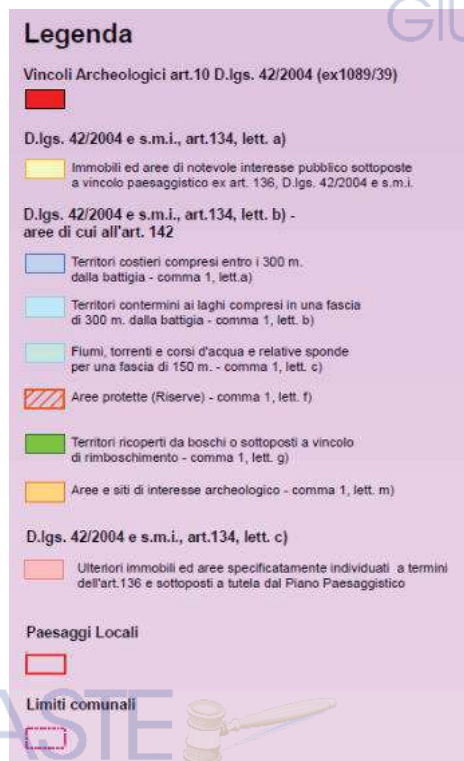 GIU
Legenda
Vincoli Archeologici art.10 D.lgs. 42/2004 (ex1089/39)
D.lgs. 42/2004 e s.m.i., art.134, lett. a)
Immobili ed aree di notevole interesse pubblico sottoposte
a vincolo paesaggistico ex art. 136, D.lgs. 42/2004 e s.m.i.
D.lgs. 42/2004 e s.m.i., art.134, lett. b) -
aree di cui all'art. 142
Territori costieri compresi entro i 300 m.
dalla battigia - comma 1, lett.a)
Territori contermini ai laghi compresi in una fascia
di 300 m. dalla battigia - comma 1, lett. b)
Fiumi, torrenti e corsi d'acqua e relative sponde
per una fascia di 150 m. - comma 1, lett. c)
Aree protette (Riserve) - comma 1, lett. f)
Territori ricoperti da boschi o sottoposti a vincolo
di rimboschimento - comma 1, lett. g)
Aree e siti di interesse archeologico - comma 1, lett. m)
D.lgs. 42/2004 e s.m.i., art.134, lett. c)
Ulteriori immobili ed aree specificatamente individuati a termini
dell'art.136 e sottoposti a tutela dal Piano Paesaggistico
Paesaggi Locali
Limiti comunali
ASTE